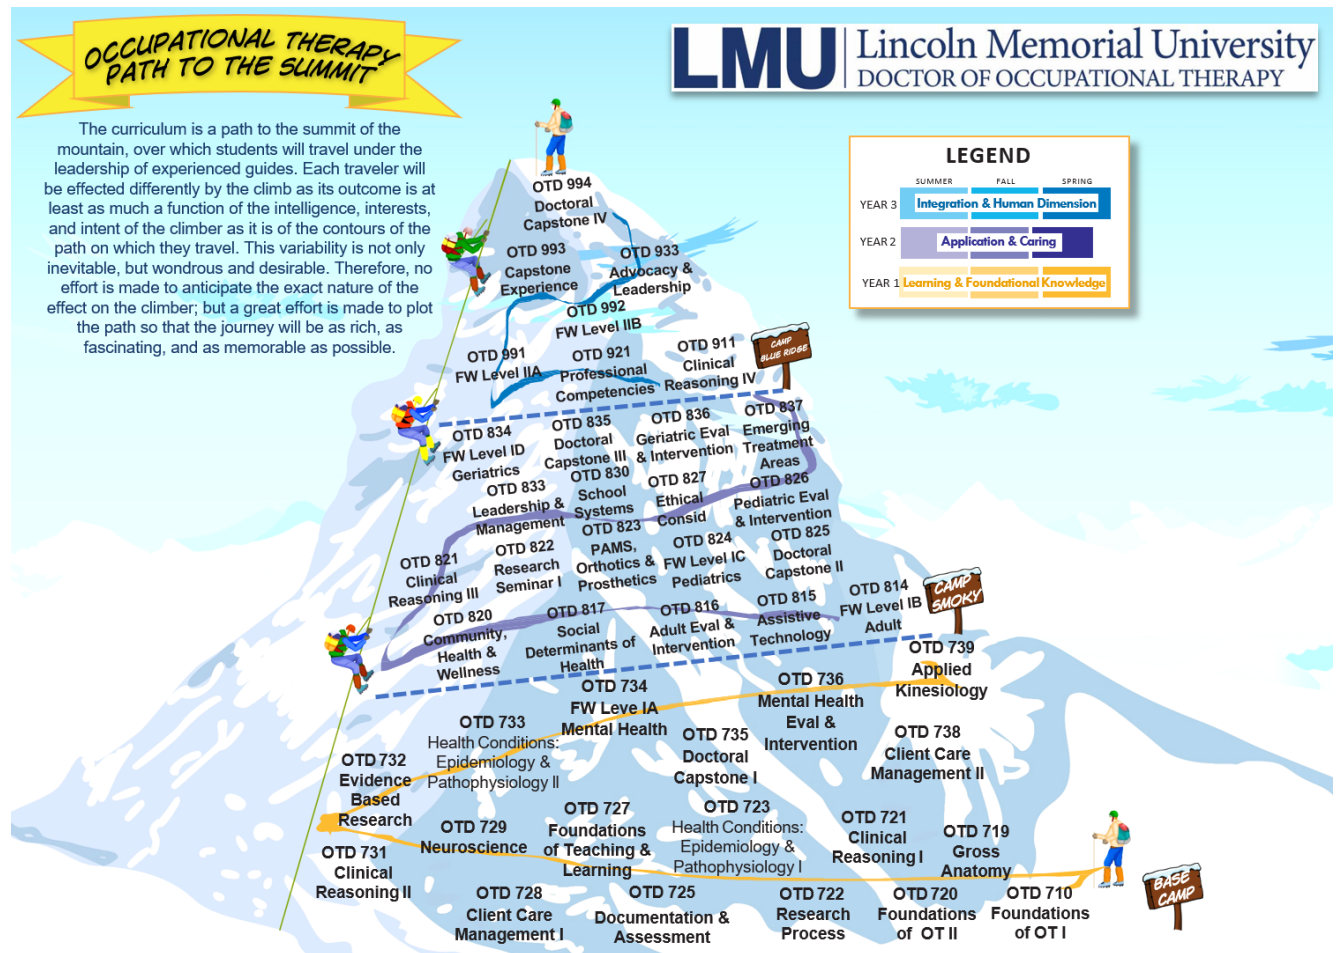 OCCUPATIONAL THERAPY
PATH TO THE SUMMIT
LMU
Lincoln Memorial University
DOCTOR OF OCCUPATIONAL THERAPY
The curriculum is a path to the summit of the
mountain, over which students will travel under the
leadership of experienced guides. Each traveler will
be effected differently by the climb as its outcome is at
least as much a function of the intelligence, interests,
and intent of the climber as it is of the contours of the
path on which they travel. This variability is not only
inevitable, but wondrous and desirable. Therefore, no
effort is made to anticipate the exact nature of the
effect on the climber; but a great effort is made to plot
the path so that the journey will be as rich, as
fascinating, and as memorable as possible.
LEGEND
SUMMER FALL SPRING
YEAR 3 Integration & Human Dimension
YEAR 2 Application & Caring
YEAR 1 Learning & Foundational Knowledge
OTD 994
Doctoral
Capstone IV
OTD 993
Capstone
Experience
OTD 933
Advocacy &
Leadership
OTD 992
FW Level IIB
OTD 991
FW Level IIA
OTD 921
Professional
Competencies
OTD 911
Clinical
Reasoning IV
CAMP
BLUE RIDGE
OTD 834
FW Level ID
Geriatrics
OTD 835
Doctoral
Capstone III
OTD 836
Geriatric Eval
& Intervention
OTD 837
Emerging
Treatment
Areas
OTD 833
Leadership &
Management
OTD 830
School
Systems
OTD 827
Ethical
Consid
OTD 826
Pediatric Eval
& Intervention
OTD 821
Clinical
Reasoning III
OTD 822
Research
Seminar I
OTD 823
PAMS,
Orthotics &
Prosthetics
OTD 824
FW Level IC
Pediatrics
OTD 825
Doctoral
Capstone II
OTD 820
Community,
Health &
Wellness
OTD 817
Social
Determinants of
Health
OTD 816
Adult Eval &
Intervention
OTD 815
Assistive
Technology
OTD 814
FW Level IB
Adult
CAMP
SMOKY
OTD 732
Evidence
Based
Research
OTD 733
Health Conditions:
Epidemiology &
Pathophysiology II
OTD 734
FW Leve IA
Mental Health
OTD 735
Doctoral
Capstone I
OTD 736
Mental Health
Eval &
Intervention
OTD 738
Client Care
Management II
OTD 739
Applied
Kinesiology
OTD 731
Clinical
Reasoning II
OTD 729
Neuroscience
OTD 728
Client Care
Management I
OTD 727
Foundations
of Teaching &
Learning
OTD 725
Documentation &
Assessment
OTD 723
Health Conditions:
Epidemiology &
Pathophysiology I
OTD 722
Research
Process
OTD 721
Clinical
Reasoning I
OTD 720
Foundations
of OT II
OTD 719
Gross
Anatomy
OTD 710
Foundations
of OT I
BASE
CAMP